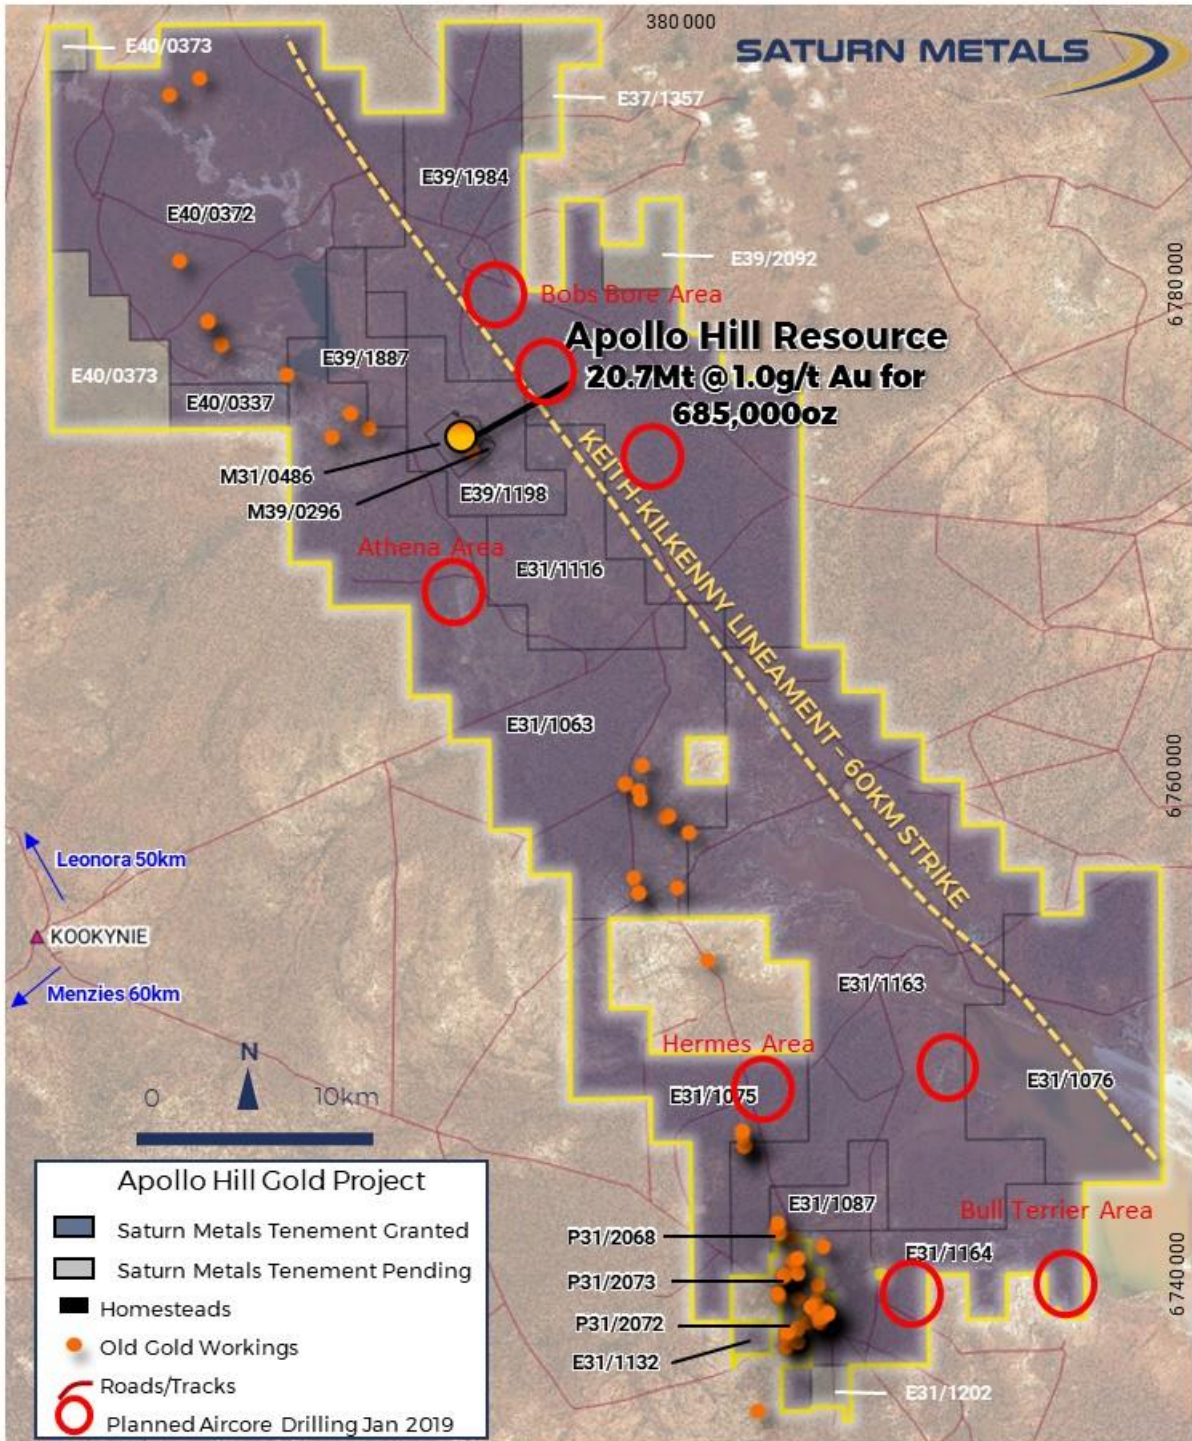 380 000
SATURN METALS
E40/0373
E37/1357
E39/1984
E40/0372
E39/2092
6 780 000
Bobs Bore Area
Apollo Hill Resource
20.7Mt @1.0g/t Au for
685,000oz
E39/1887
E40/0373
E40/0337
M31/0486
M39/0296
E39/1198
KEITH-KILKENNY LINEAMENT – 60KM STRIKE
Athena Area
E31/1116
E31/1063
6 760 000
Leonora 50km
KOOKYNIE
Menzies 60km
E31/1163
Hermes Area
E31/1075
E31/1076
N
0 10km
E31/1087
Bull Terrier Area
P31/2068
E31/1164
P31/2073
6 740 000
P31/2072
E31/1132
E31/1202
Apollo Hill Gold Project
Saturn Metals Tenement Granted
Saturn Metals Tenement Pending
Homesteads
Old Gold Workings
Roads/Tracks
Planned Aircore Drilling Jan 2019